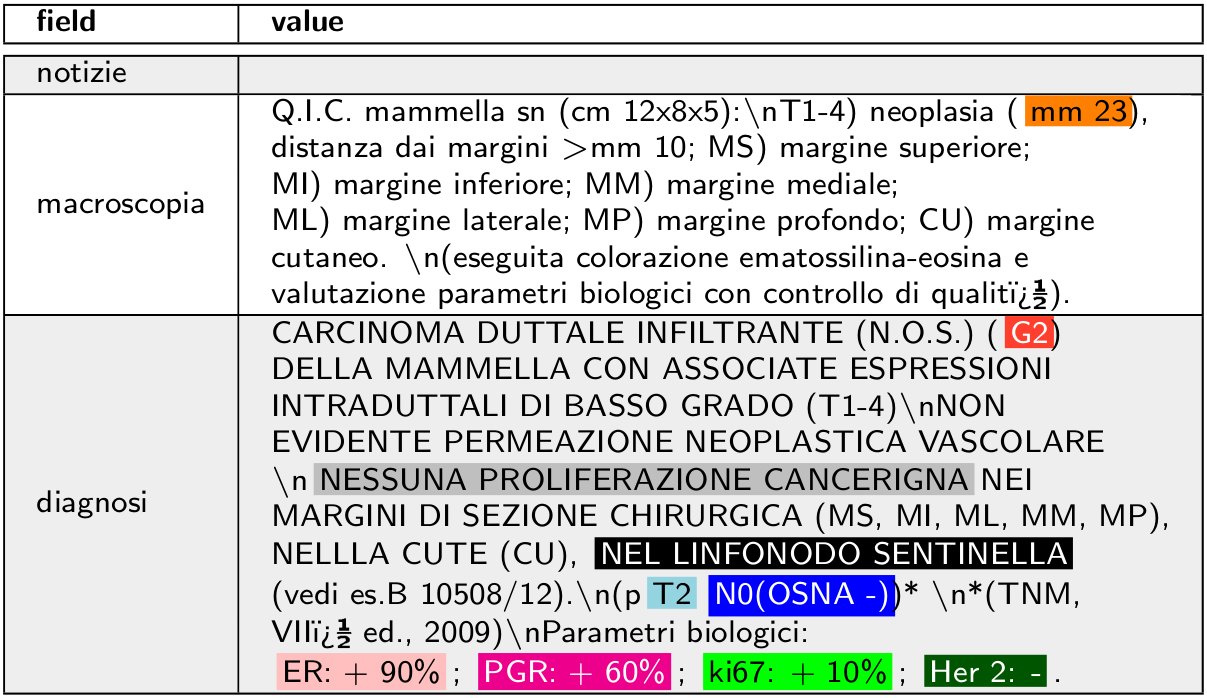 field value
notizie
macroscopia
Q.I.C. mammella sn (cm 12x8x5):\nT1-4) neoplasia ( mm 23),
distanza dai margini >mm 10; MS) margine superiore;
MI) margine inferiore; MM) margine mediale;
ML) margine laterale; MP) margine profondo; CU) margine
cutaneo. \n(eseguita colorazione ematossilina-eosina e
valutazione parametri biologici con controllo di qualitï¿½).
diagnosi
CARCINOMA DUTTALE INFILTRANTE (N.O.S.) ( G2)
DELLA MAMMELLA CON ASSOCIATE ESPRESSIONI
INTRADUTTALI DI BASSO GRADO (T1-4)\nNON
EVIDENTE PERMEAZIONE NEOPLASTICA VASCOLARE
\n NESSUNA PROLIFERAZIONE CANCERIGNA NEI
MARGINI DI SEZIONE CHIRURGICA (MS, MI, ML, MM, MP),
NELLLA CUTE (CU), NEL LINFONODO SENTINELLA
(vedi es.B 10508/12).\n(p T2 N0(OSNA -))* \n*(TNM,
VIIï¿½ ed., 2009)\nParametri biologici:
ER: + 90% ; PGR: + 60% ; ki67: + 10% ; Her 2: - .